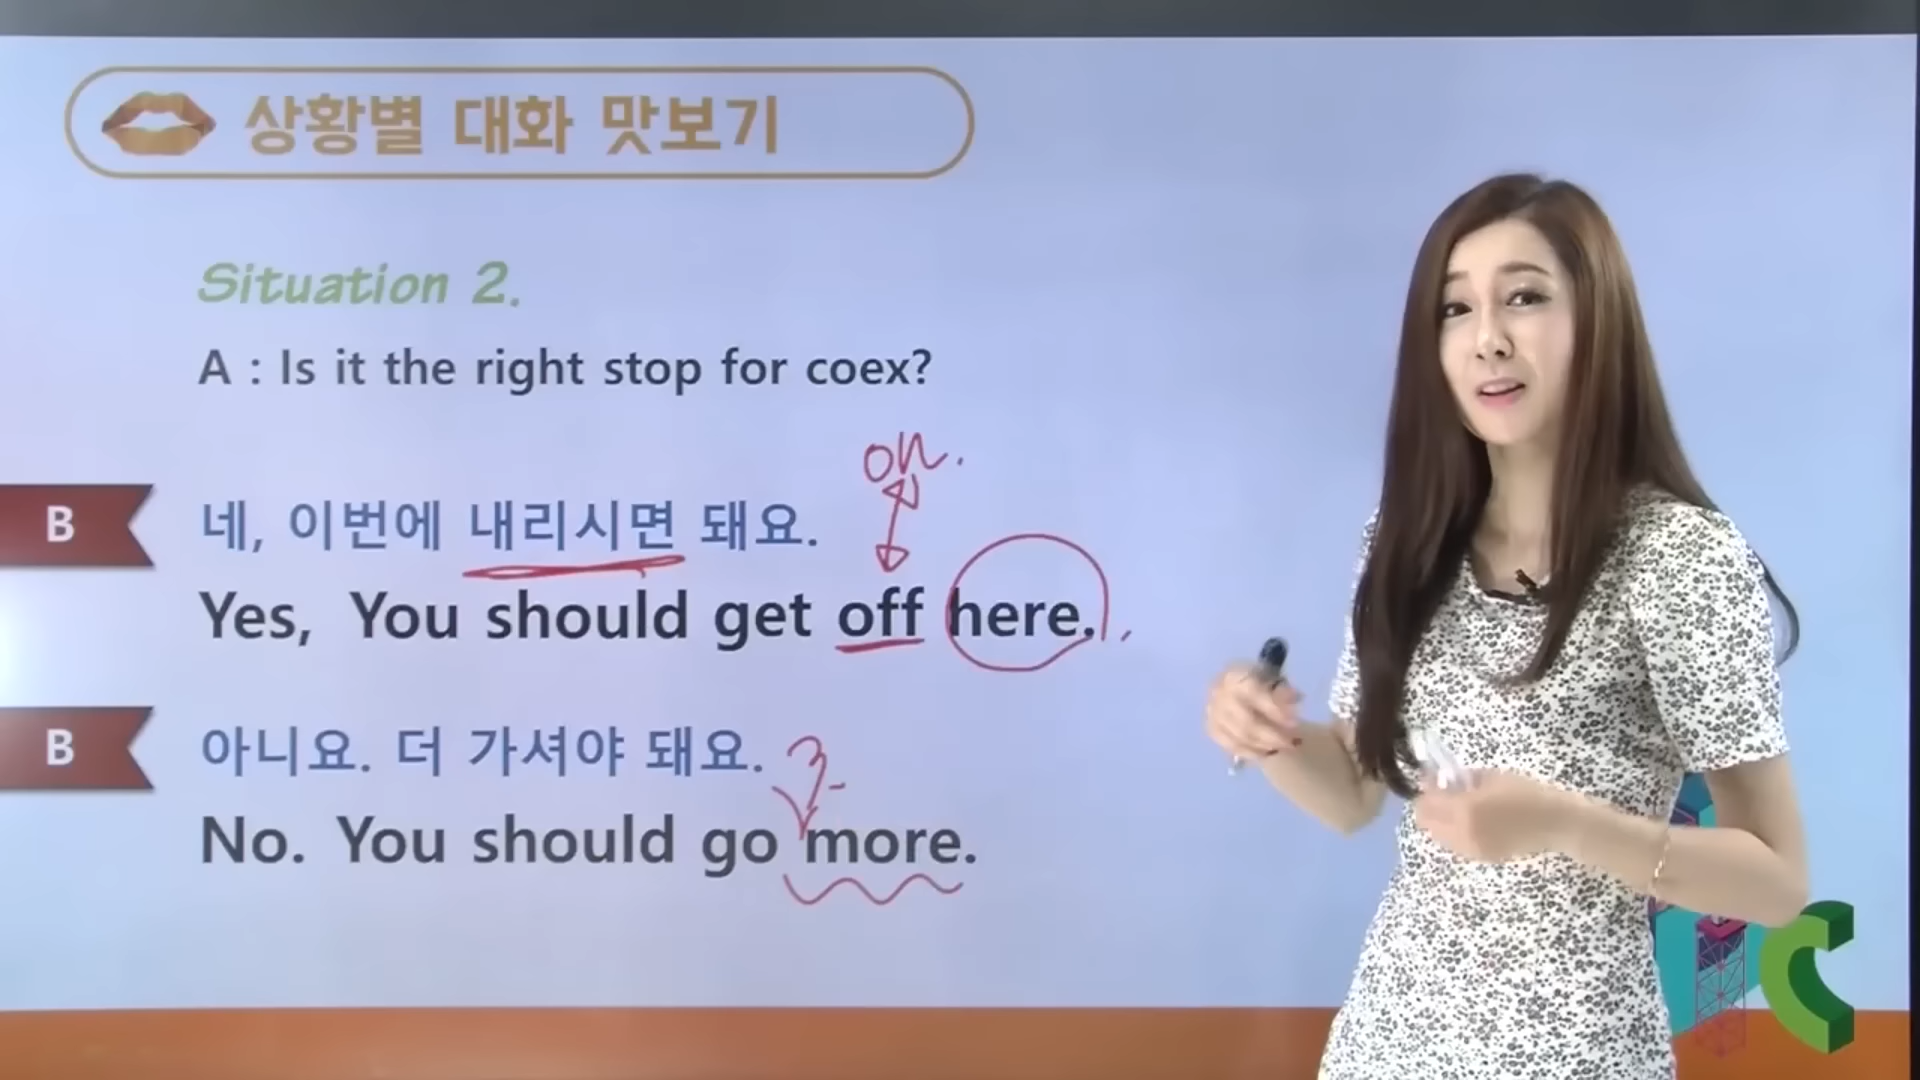 상황별 대화 맛보기
Situation 2.
A : Is it the right stop for coex?
on.
B 네, 이번에 내리시면 돼요.
Yes, You should get off here.
B 아니요. 더 가셔야 돼요.
3
No. You should go more.
C